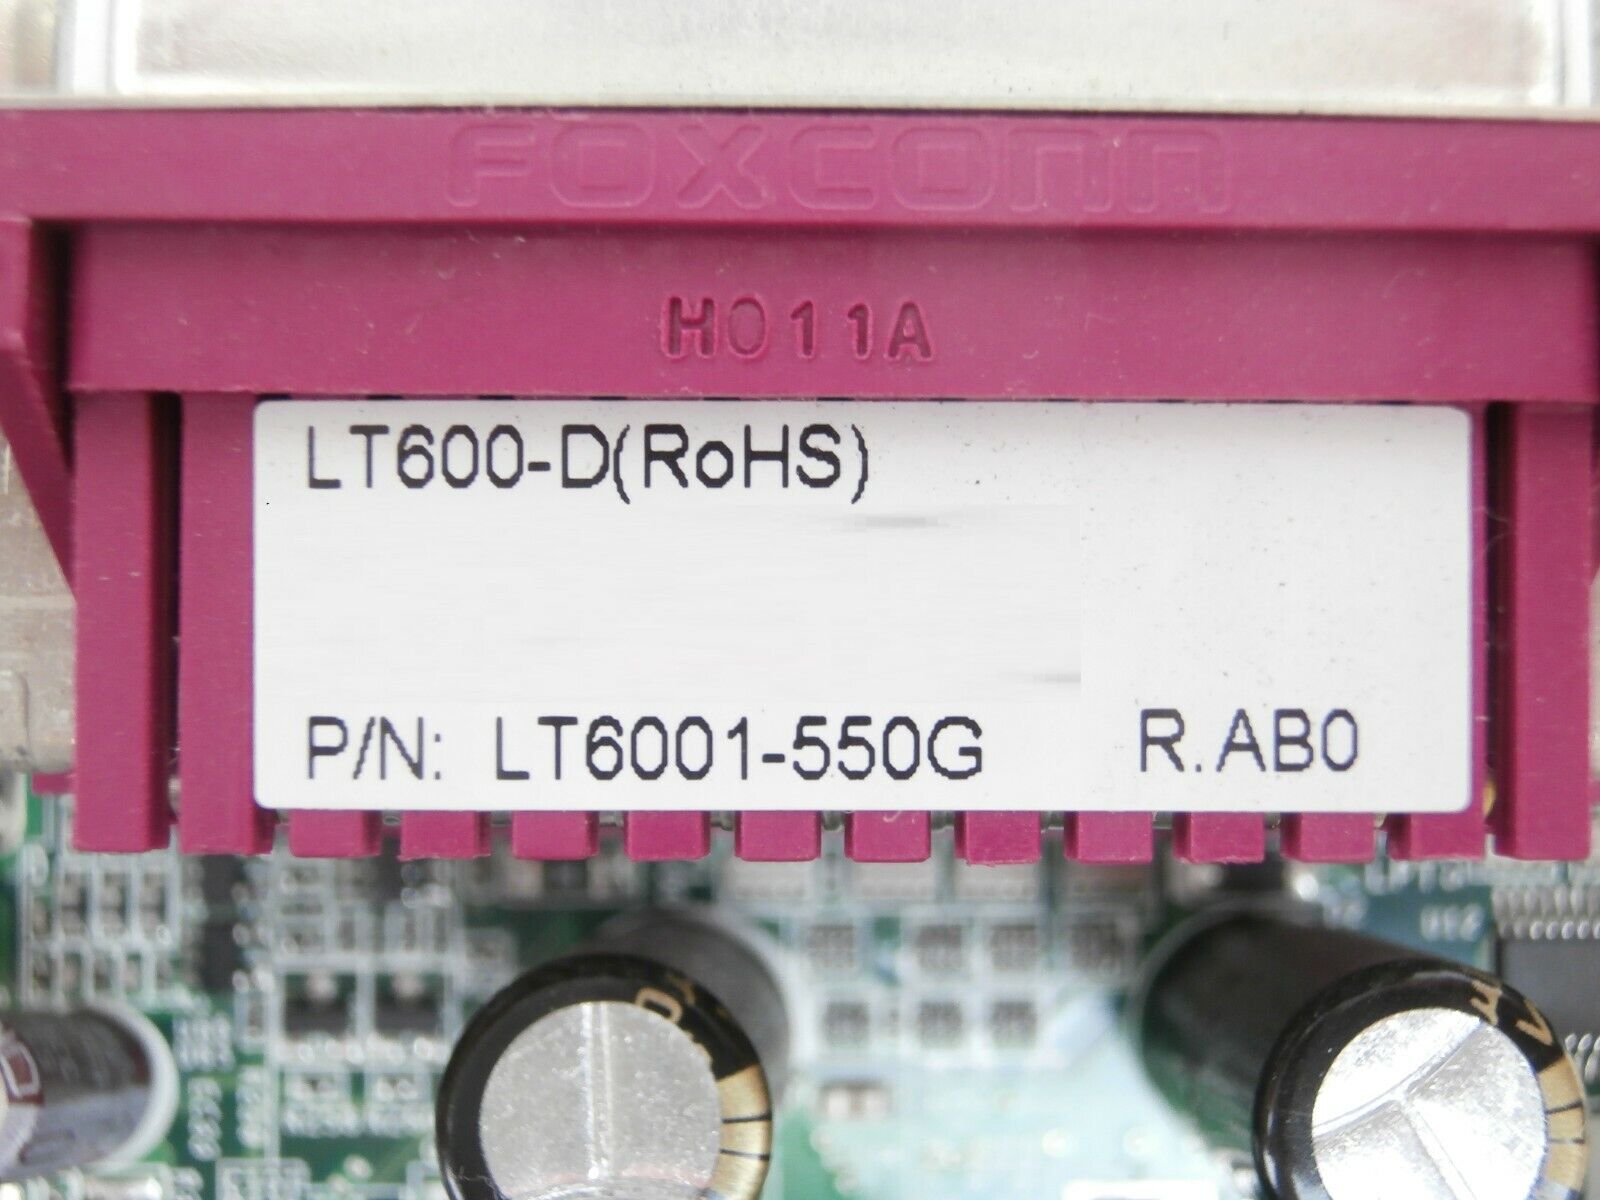 FOXCONN
H011A
LT600-D(RoHS)
P/N: LT6001-550G R.AB0